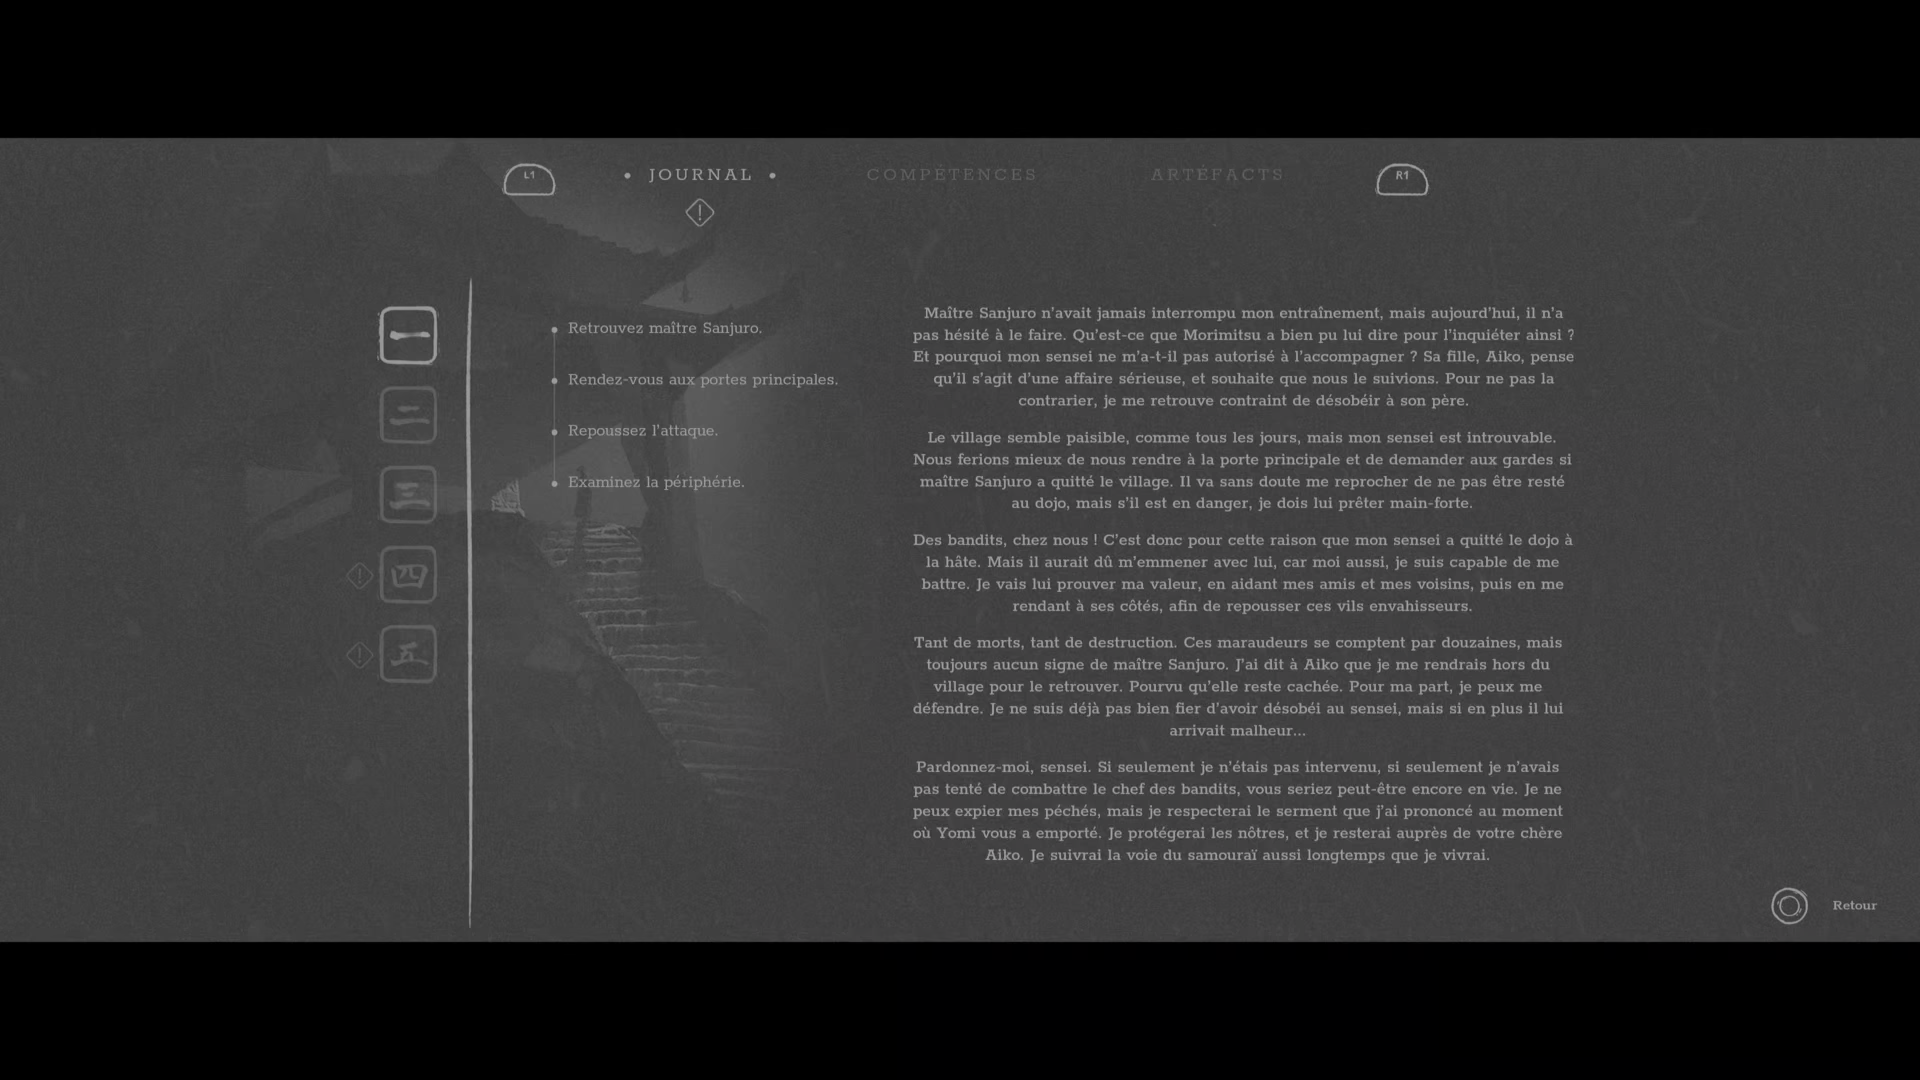 L1
• JOURNAL •
COMPÉTENCES
ARTÉFACTS
R1
!
一
二
三
! 四
! 五
Retrouvez maître Sanjuro.
Rendez-vous aux portes principales.
Repoussez l'attaque.
Examinez la périphérie.
Maître Sanjuro n'avait jamais interrompu mon entraînement, mais aujourd'hui, il n'a
pas hésité à le faire. Qu'est-ce que Morimitsu a bien pu lui dire pour l'inquiéter ainsi ?
Et pourquoi mon sensei ne m'a-t-il pas autorisé à l'accompagner ? Sa fille, Aiko, pense
qu'il s'agit d'une affaire sérieuse, et souhaite que nous le suivions. Pour ne pas la
contrarier, je me retrouve contraint de désobéir à son père.
Le village semble paisible, comme tous les jours, mais mon sensei est introuvable.
Nous ferions mieux de nous rendre à la porte principale et de demander aux gardes si
maître Sanjuro a quitté le village. Il va sans doute me reprocher de ne pas être resté
au dojo, mais s'il est en danger, je dois lui prêter main-forte.
Des bandits, chez nous ! C'est donc pour cette raison que mon sensei a quitté le dojo à
la hâte. Mais il aurait dû m'emmener avec lui, car moi aussi, je suis capable de me
battre. Je vais lui prouver ma valeur, en aidant mes amis et mes voisins, puis en me
rendant à ses côtés, afin de repousser ces vils envahisseurs.
Tant de morts, tant de destruction. Ces maraudeurs se comptent par douzaines, mais
toujours aucun signe de maître Sanjuro. J'ai dit à Aiko que je me rendrais hors du
village pour le retrouver. Pourvu qu'elle reste cachée. Pour ma part, je peux me
défendre. Je ne suis déjà pas bien fier d'avoir désobéi au sensei, mais si en plus il lui
arrivait malheur...
Pardonnez-moi, sensei. Si seulement je n'étais pas intervenu, si seulement je n'avais
pas tenté de combattre le chef des bandits, vous seriez peut-être encore en vie. Je ne
peux expier mes péchés, mais je respecterai le serment que j'ai prononcé au moment
où Yomi vous a emporté. Je protégerai les nôtres, et je resterai auprès de votre chère
Aiko. Je suivrai la voie du samouraï aussi longtemps que je vivrai.
Retour